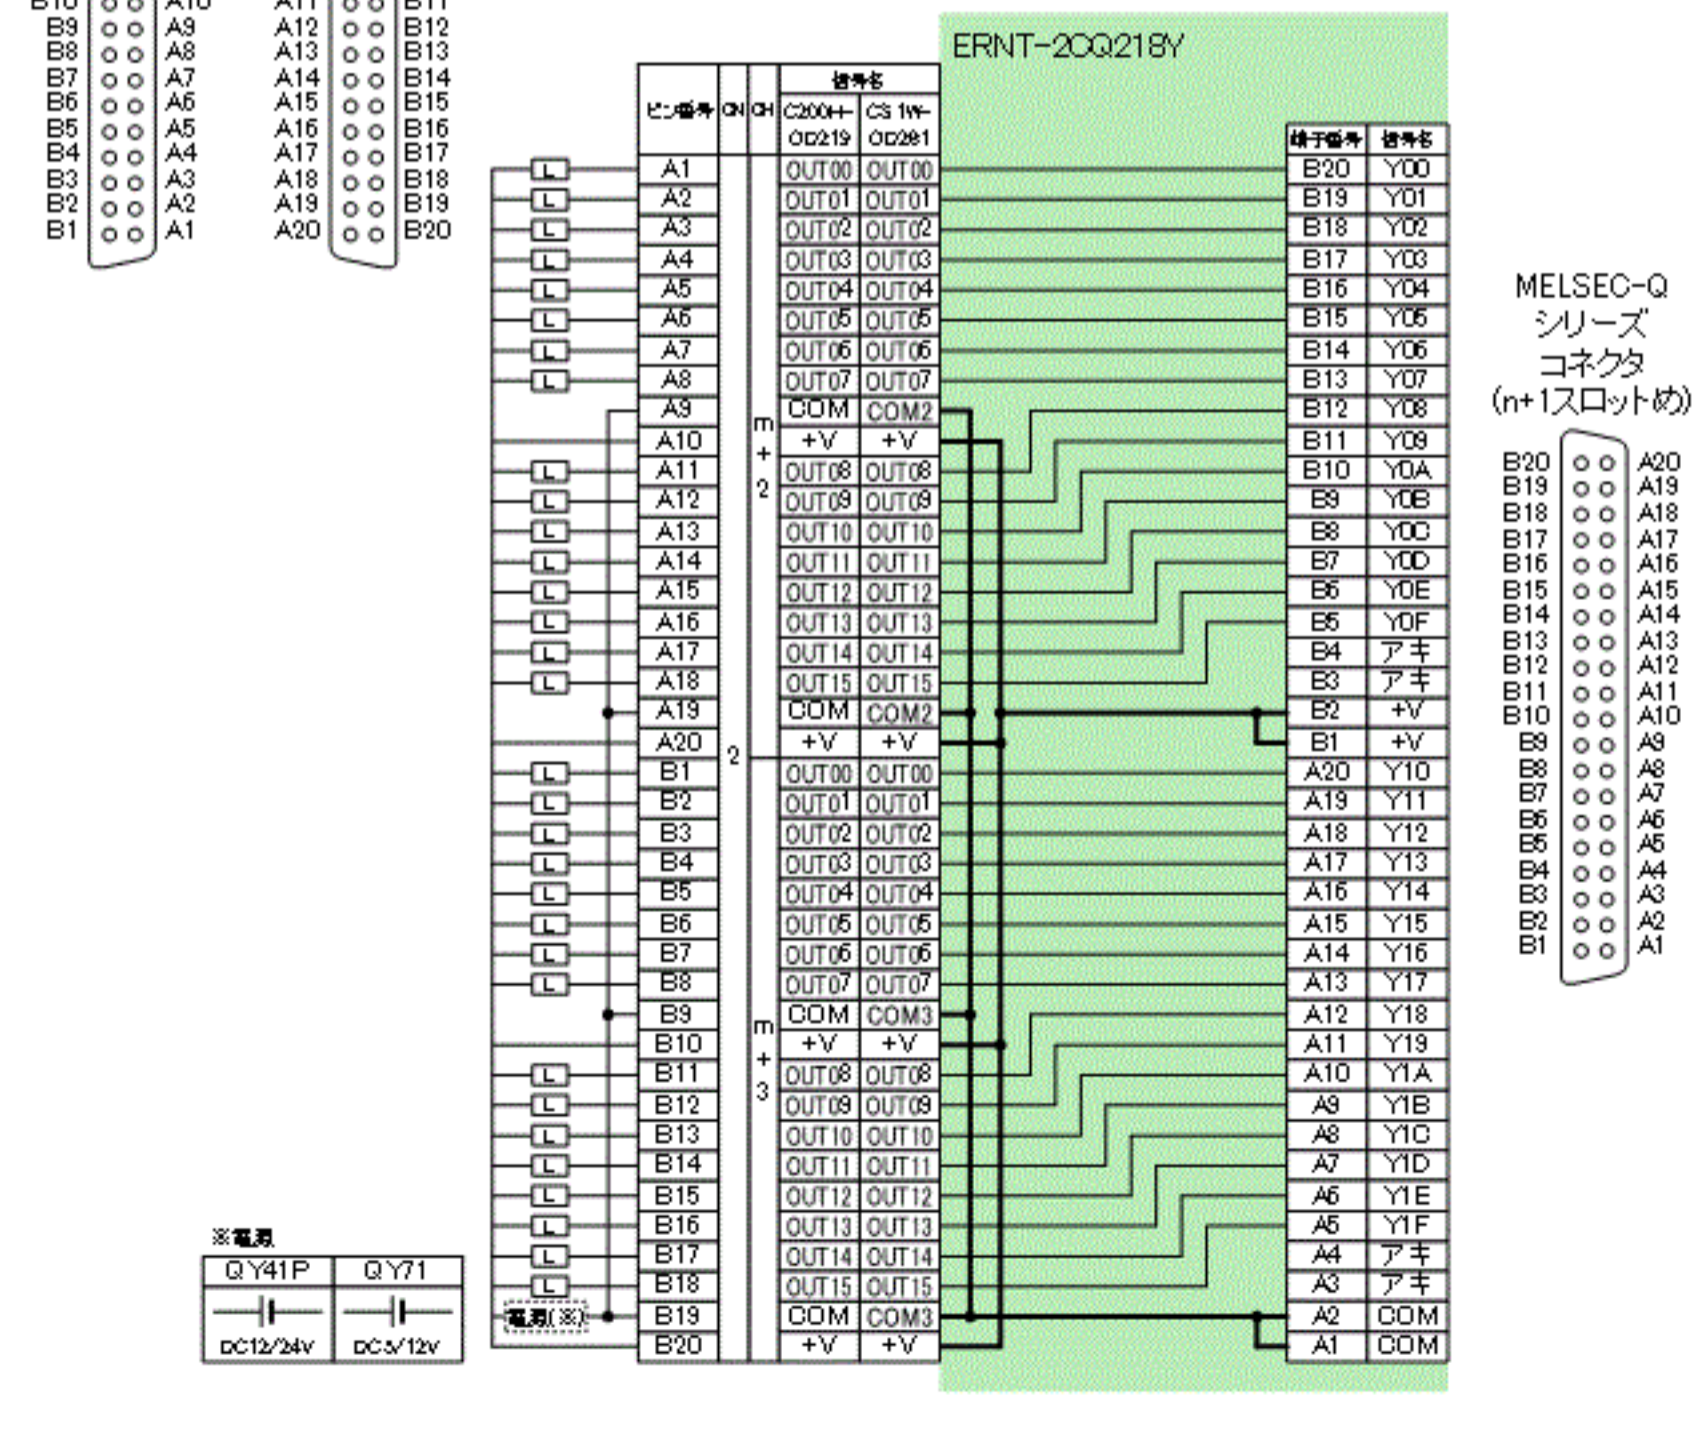 B10 A10 A11 B11
B9 A9 A12 B12
B8 A8 A13 B13
B7 A7 A14 B14
B6 A6 A15 B15
B5 A5 A16 B16
B4 A4 A17 B17
B3 A3 A18 B18
B2 A2 A19 B19
B1 A1 A20 B20
ERNT-2CQ218Y
ピン番号 CN CH 信号名
C200H-OD219 CS1W-OD281
端子番号 信号名
L A1 OUT00 OUT00 B20 Y00
L A2 OUT01 OUT01 B19 Y01
L A3 OUT02 OUT02 B18 Y02
L A4 OUT03 OUT03 B17 Y03
L A5 OUT04 OUT04 B16 Y04
L A6 OUT05 OUT05 B15 Y05
L A7 OUT06 OUT06 B14 Y06
L A8 OUT07 OUT07 B13 Y07
A9 COM COM2 B12 Y08
A10 +V +V B11 Y09
L A11 OUT08 OUT08 B10 Y0A
L A12 OUT09 OUT09 B9 Y0B
L A13 OUT10 OUT10 B8 Y0C
L A14 OUT11 OUT11 B7 Y0D
L A15 OUT12 OUT12 B6 Y0E
L A16 OUT13 OUT13 B5 Y0F
L A17 OUT14 OUT14 B4 アキ
L A18 OUT15 OUT15 B3 アキ
A19 COM COM2 B2 +V
A20 +V +V B1 +V
m+2
2
L B1 OUT00 OUT00 A20 Y10
L B2 OUT01 OUT01 A19 Y11
L B3 OUT02 OUT02 A18 Y12
L B4 OUT03 OUT03 A17 Y13
L B5 OUT04 OUT04 A16 Y14
L B6 OUT05 OUT05 A15 Y15
L B7 OUT06 OUT06 A14 Y16
L B8 OUT07 OUT07 A13 Y17
B9 COM COM3 A12 Y18
B10 +V +V A11 Y19
L B11 OUT08 OUT08 A10 Y1A
L B12 OUT09 OUT09 A9 Y1B
L B13 OUT10 OUT10 A8 Y1C
L B14 OUT11 OUT11 A7 Y1D
L B15 OUT12 OUT12 A6 Y1E
L B16 OUT13 OUT13 A5 Y1F
L B17 OUT14 OUT14 A4 アキ
L B18 OUT15 OUT15 A3 アキ
電源(※) B19 COM COM3 A2 COM
B20 +V +V A1 COM
m+3
※電源
QY41P QY71
DC12/24V DC5/12V
MELSEC-Q
シリーズ
コネクタ
(n+1スロットめ)
B20 A20
B19 A19
B18 A18
B17 A17
B16 A16
B15 A15
B14 A14
B13 A13
B12 A12
B11 A11
B10 A10
B9 A9
B8 A8
B7 A7
B6 A6
B5 A5
B4 A4
B3 A3
B2 A2
B1 A1